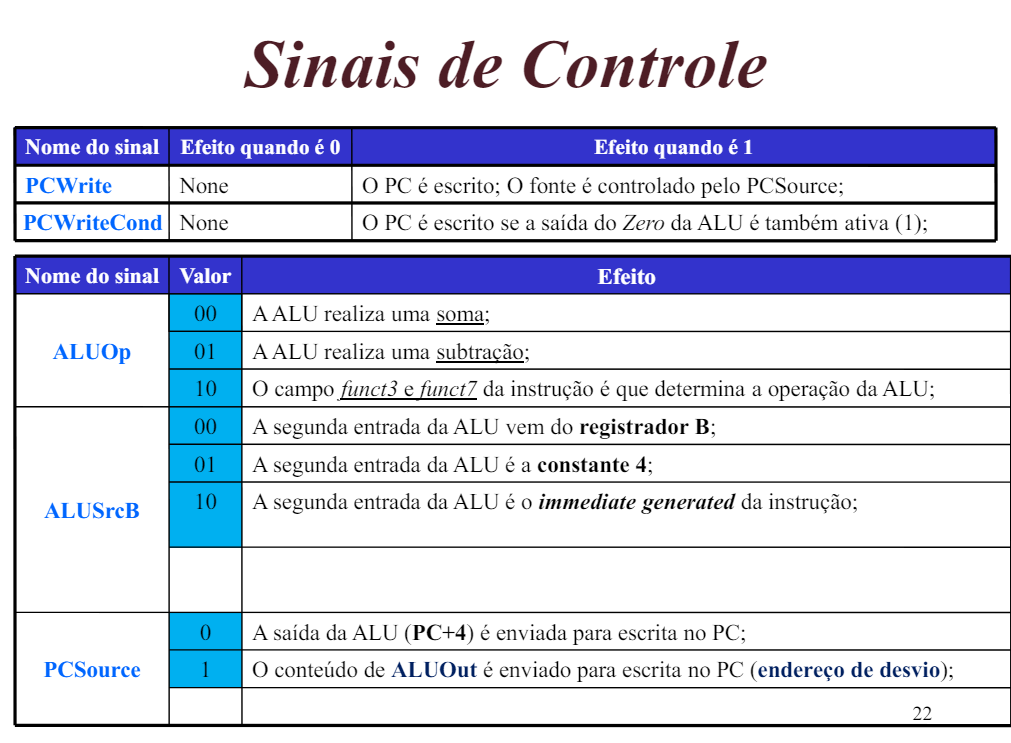 Sinais de Controle
Nome do sinal Efeito quando é 0 Efeito quando é 1
PCWrite None O PC é escrito; O fonte é controlado pelo PCSource;
PCWriteCond None O PC é escrito se a saída do Zero da ALU é também ativa (1);
Nome do sinal Valor Efeito
ALUOp
00 A ALU realiza uma soma;
01 A ALU realiza uma subtração;
10 O campo funct3 e funct7 da instrução é que determina a operação da ALU;
ALUSrcB
00 A segunda entrada da ALU vem do registrador B;
01 A segunda entrada da ALU é a constante 4;
10 A segunda entrada da ALU é o immediate generated da instrução;
PCSource
0 A saída da ALU (PC+4) é enviada para escrita no PC;
1 O conteúdo de ALUOut é enviado para escrita no PC (endereço de desvio);
22